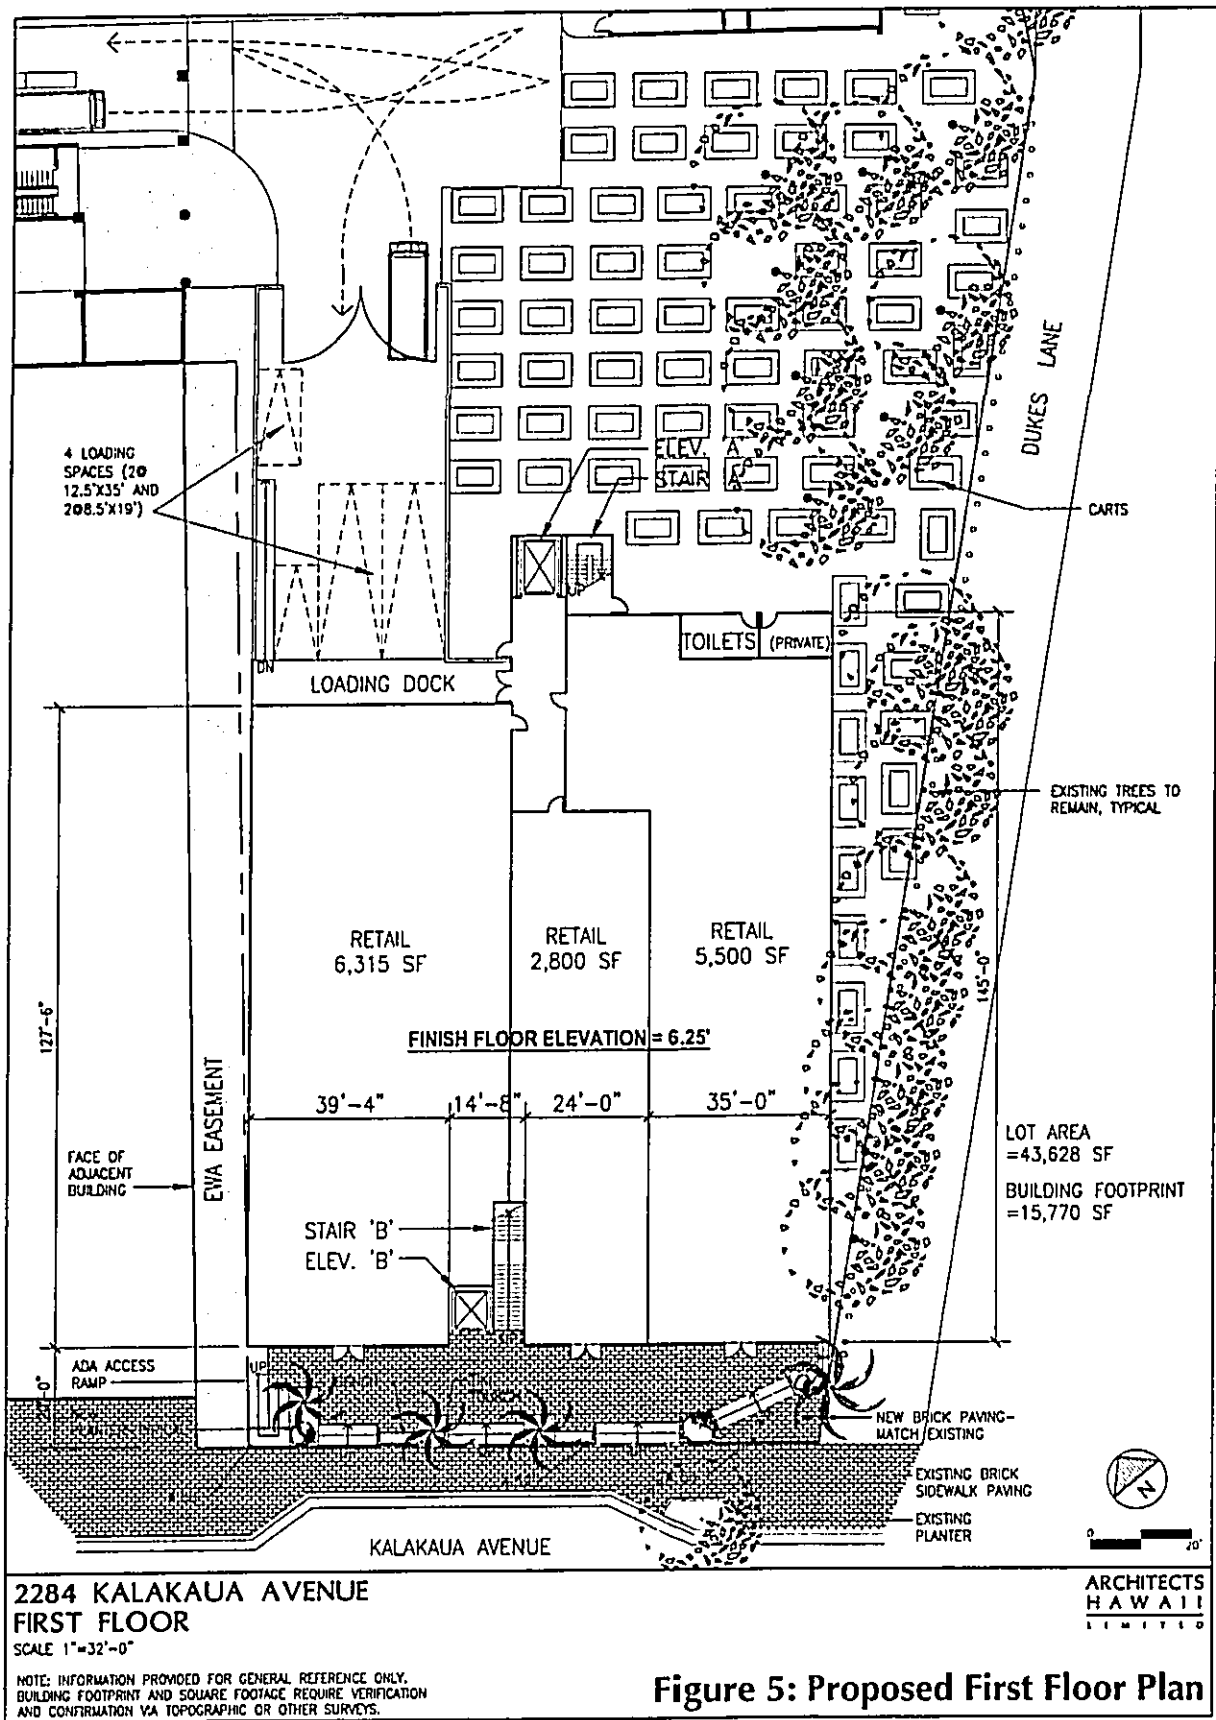 DUKES LANE
4 LOADING
SPACES (2@
12.5'X35' AND
2@8.5'X19')
ELEV. 'A'
STAIR 'A'
CARTS
UP
TOILETS (PRIVATE)
DN
LOADING DOCK
EXISTING TREES TO
REMAIN, TYPICAL
RETAIL
6,315 SF
RETAIL
2,800 SF
RETAIL
5,500 SF
145'-0"
127'-6"
FINISH FLOOR ELEVATION = 6.25'
EWA EASEMENT
39'-4"
14'-8"
24'-0"
35'-0"
LOT AREA
=43,628 SF
BUILDING FOOTPRINT
=15,770 SF
FACE OF
ADJACENT
BUILDING
STAIR 'B'
ELEV. 'B'
ADA ACCESS
RAMP
UP
NEW BRICK PAVING-
MATCH EXISTING
EXISTING BRICK
SIDEWALK PAVING
EXISTING
PLANTER
N
0
20'
KALAKAUA AVENUE
2284 KALAKAUA AVENUE
FIRST FLOOR
SCALE 1"=32'-0"
ARCHITECTS
HAWAII
LIMITED
NOTE: INFORMATION PROVIDED FOR GENERAL REFERENCE ONLY.
BUILDING FOOTPRINT AND SQUARE FOOTAGE REQUIRE VERIFICATION
AND CONFIRMATION VIA TOPOGRAPHIC OR OTHER SURVEYS.
Figure 5: Proposed First Floor Plan